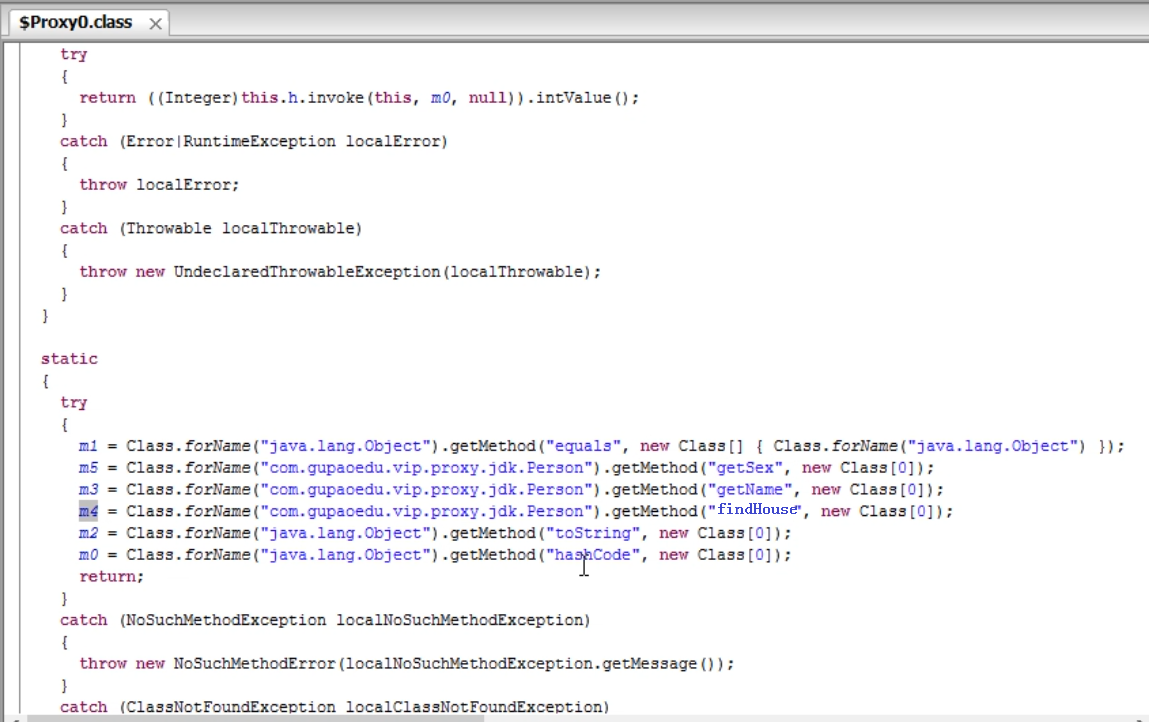 $Proxy0.class
try
{
return ((Integer)this.h.invoke(this, m0, null)).intValue();
}
catch (Error|RuntimeException localError)
{
throw localError;
}
catch (Throwable localThrowable)
{
throw new UndeclaredThrowableException(localThrowable);
}
}
static
{
try
{
m1 = Class.forName("java.lang.Object").getMethod("equals", new Class[] { Class.forName("java.lang.Object") });
m5 = Class.forName("com.gupaoedu.vip.proxy.jdk.Person").getMethod("getSex", new Class[0]);
m3 = Class.forName("com.gupaoedu.vip.proxy.jdk.Person").getMethod("getName", new Class[0]);
m4 = Class.forName("com.gupaoedu.vip.proxy.jdk.Person").getMethod("findHouse", new Class[0]);
m2 = Class.forName("java.lang.Object").getMethod("toString", new Class[0]);
m0 = Class.forName("java.lang.Object").getMethod("hashCode", new Class[0]);
return;
}
catch (NoSuchMethodException localNoSuchMethodException)
{
throw new NoSuchMethodError(localNoSuchMethodException.getMessage());
}
catch (ClassNotFoundException localClassNotFoundException)